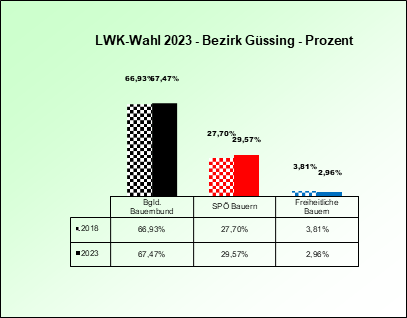 LWK-Wahl 2023 - Bezirk Güssing - Prozent
66,93% 67,47%
27,70% 29,57%
3,81% 2,96%
Bgld. Bauernbund SPÖ Bauern Freiheitliche Bauern
2018 66,93% 27,70% 3,81%
2023 67,47% 29,57% 2,96%